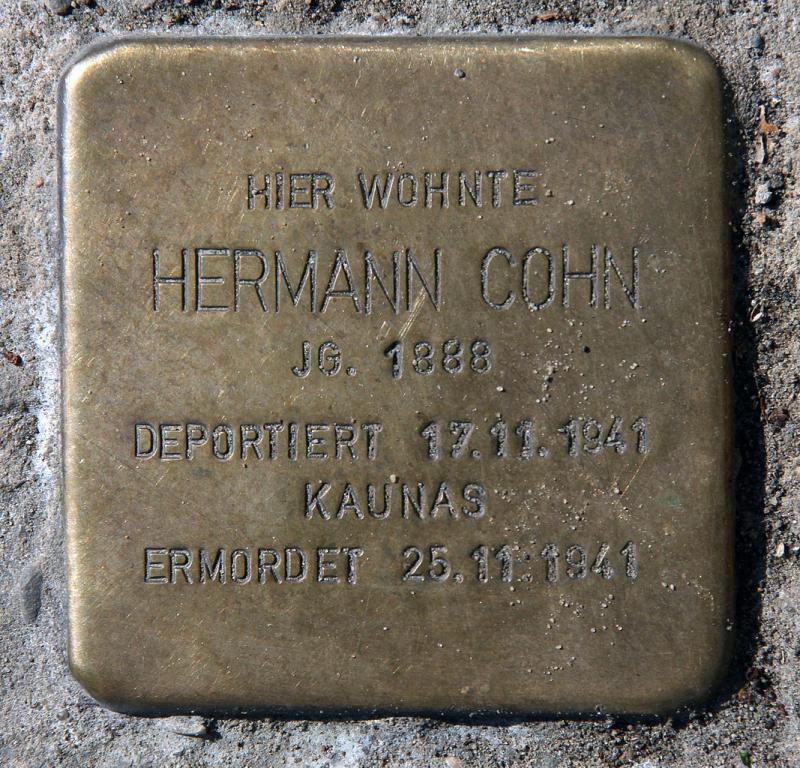 HIER WOHNTE
HERMANN COHN
JG. 1888
DEPORTIERT 17.11.1941
KAUNAS
ERMORDET 25.11.1941